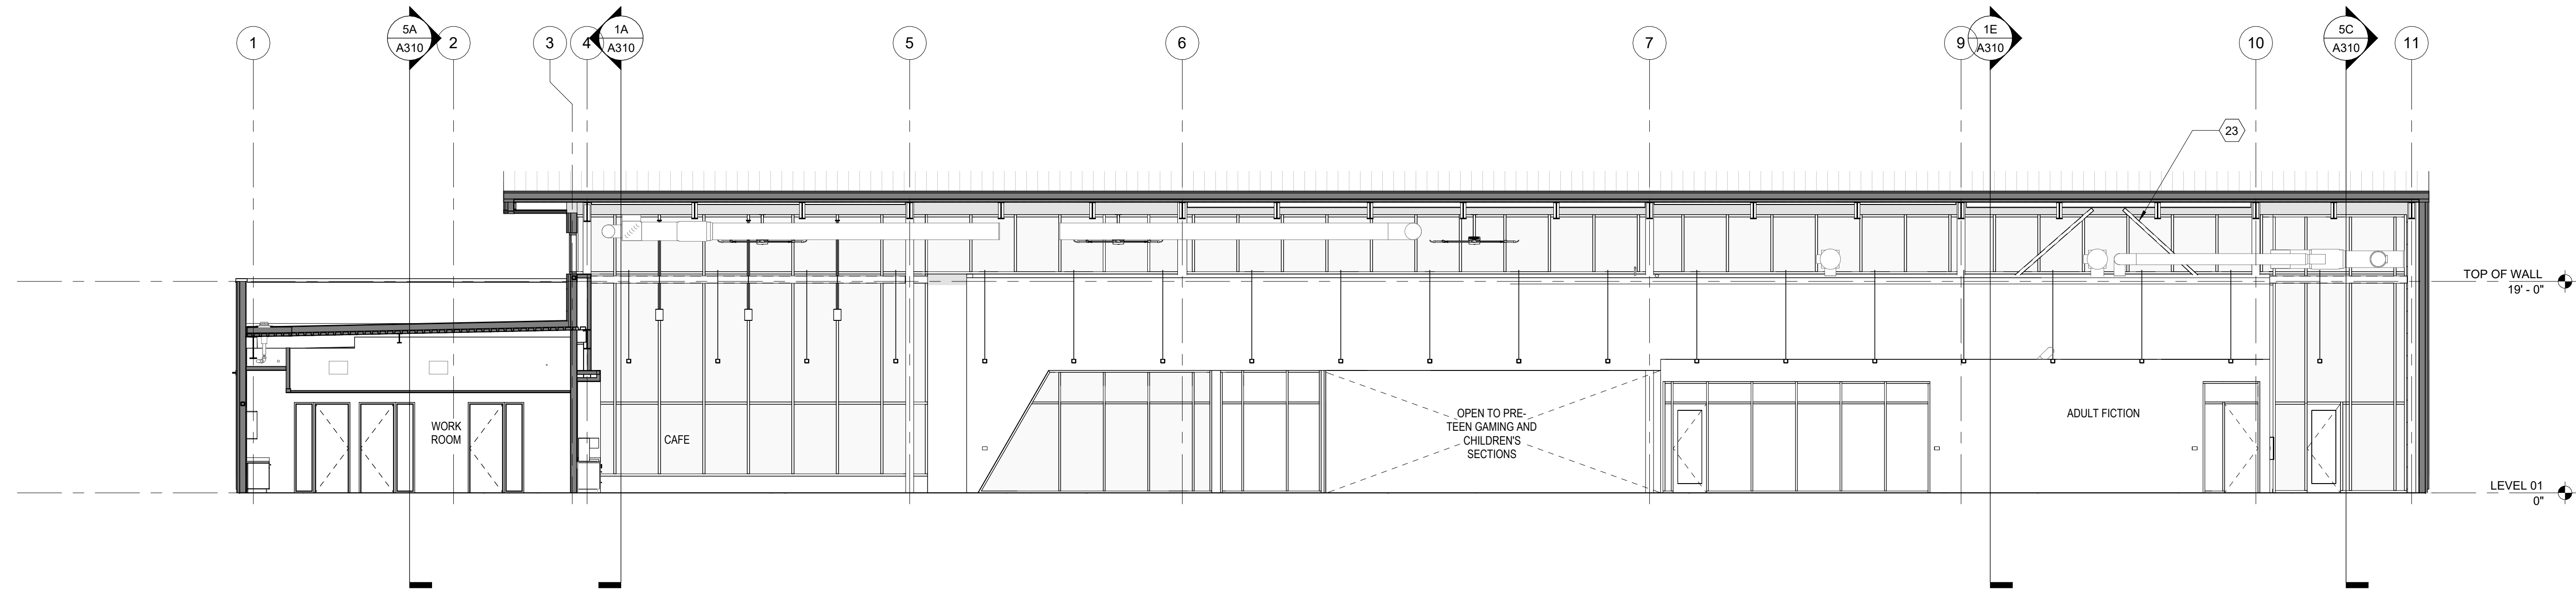 1
5A
A310
2
3
4
1A
A310
5
6
7
9
1E
A310
10
5C
A310
11
23
TOP OF WALL
19' - 0"
WORK
ROOM
CAFE
OPEN TO PRE-
TEEN GAMING AND
CHILDREN'S
SECTIONS
ADULT FICTION
LEVEL 01
0"